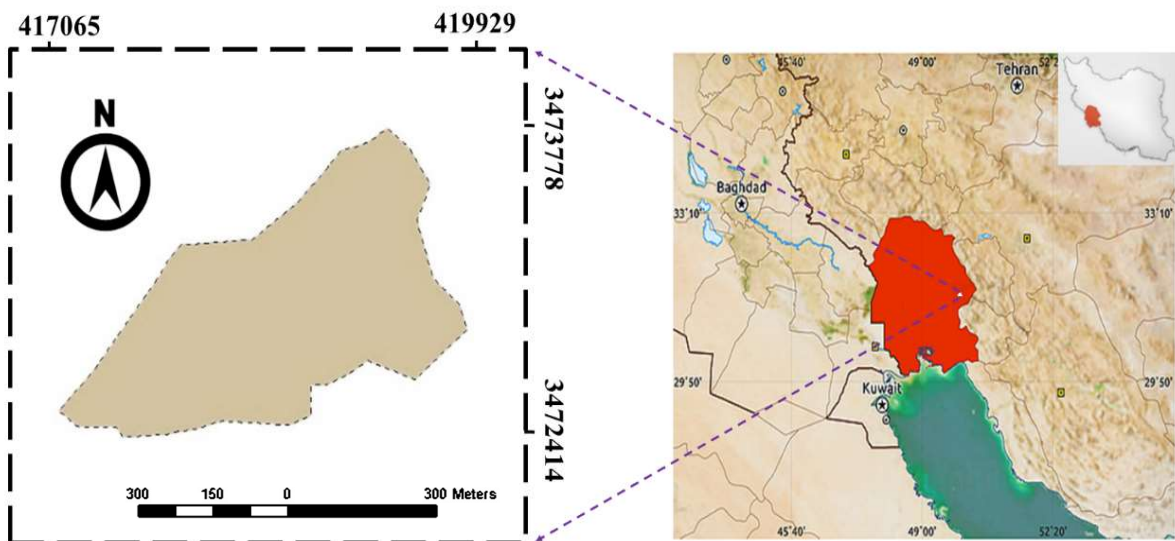 417065 419929
N
3473778
3472414
300 150 0 300 Meters
45°40' 49°00' 52°2
Tehran
Baghdad
33°10' 33°10'
29°50' 29°50'
Kuwait
45°40' 49°00' 52°20'